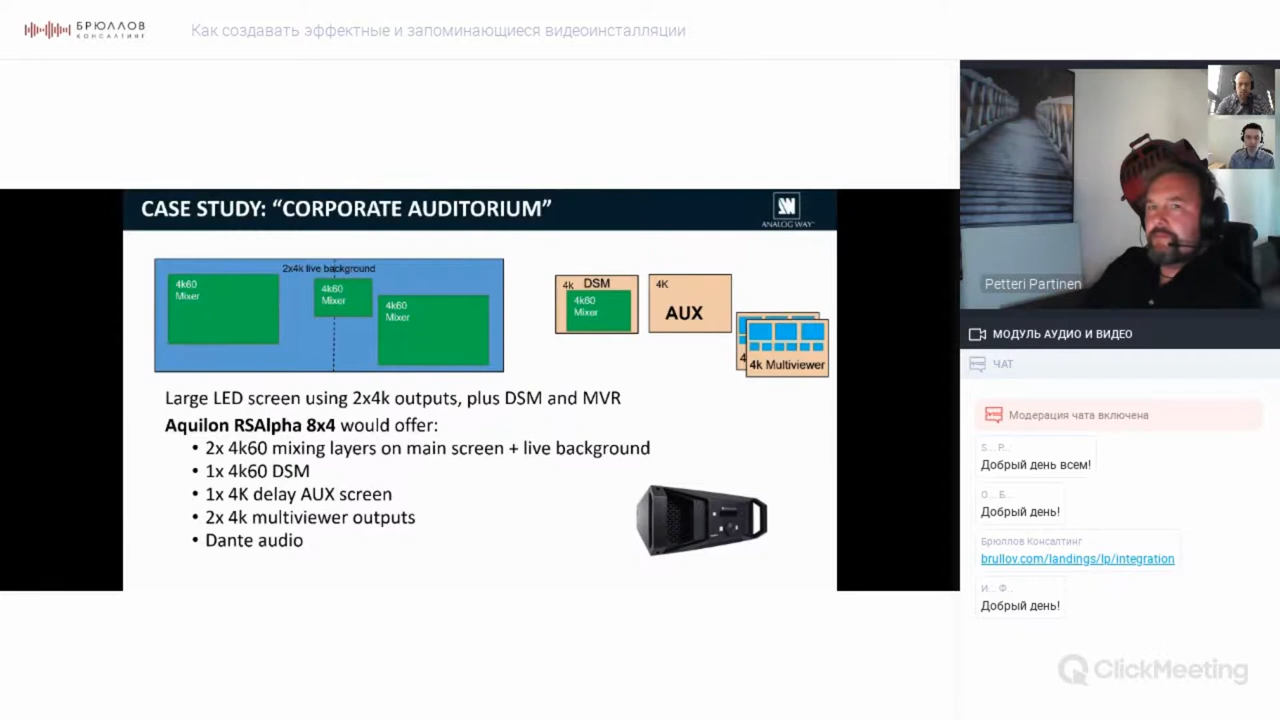 БРЮЛЛОВ
КОНСАЛТИНГ
Как создавать эффектные и запоминающиеся видеоинсталляции
CASE STUDY: “CORPORATE AUDITORIUM”
ANALOG WAY
2x4k live background
4k60
Mixer
4k60
Mixer
4k60
Mixer
4k DSM
4k60
Mixer
4K
AUX
4
4k Multiviewer
Large LED screen using 2x4k outputs, plus DSM and MVR
Aquilon RSAlpha 8x4 would offer:
• 2x 4k60 mixing layers on main screen + live background
• 1x 4k60 DSM
• 1x 4K delay AUX screen
• 2x 4k multiviewer outputs
• Dante audio
Petteri Partinen
МОДУЛЬ АУДИО И ВИДЕО
ЧАТ
Модерация чата включена
S... P...
Добрый день всем!
О... Б..
Добрый день!
Брюллов Консалтинг
brullov.com/landings/lp/integration
И... Ф..
Добрый день!
ClickMeeting